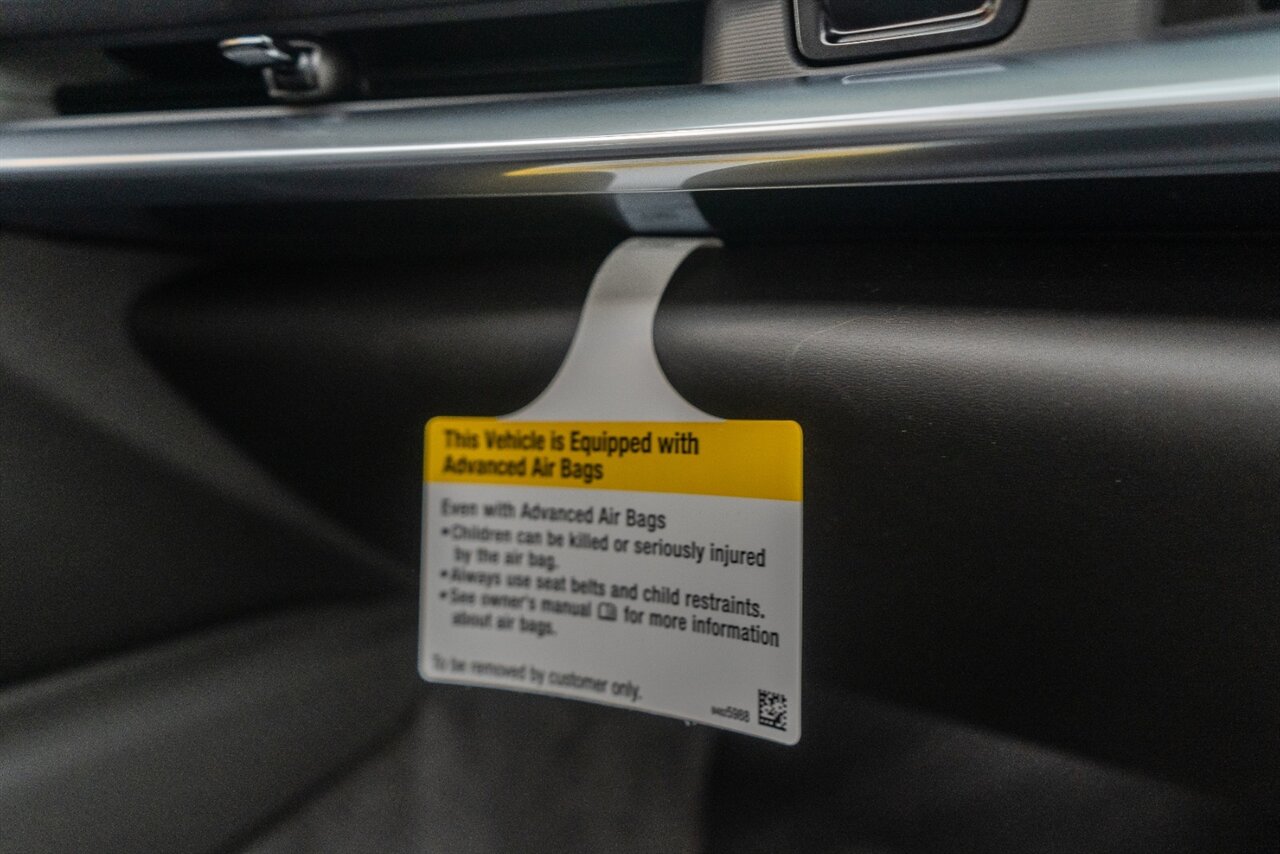 This Vehicle is Equipped with
Advanced Air Bags
Even with Advanced Air Bags
•Children can be killed or seriously injured
by the air bag.
•Always use seat belts and child restraints.
•See owner's manual for more information
about air bags.
To be removed by customer only.